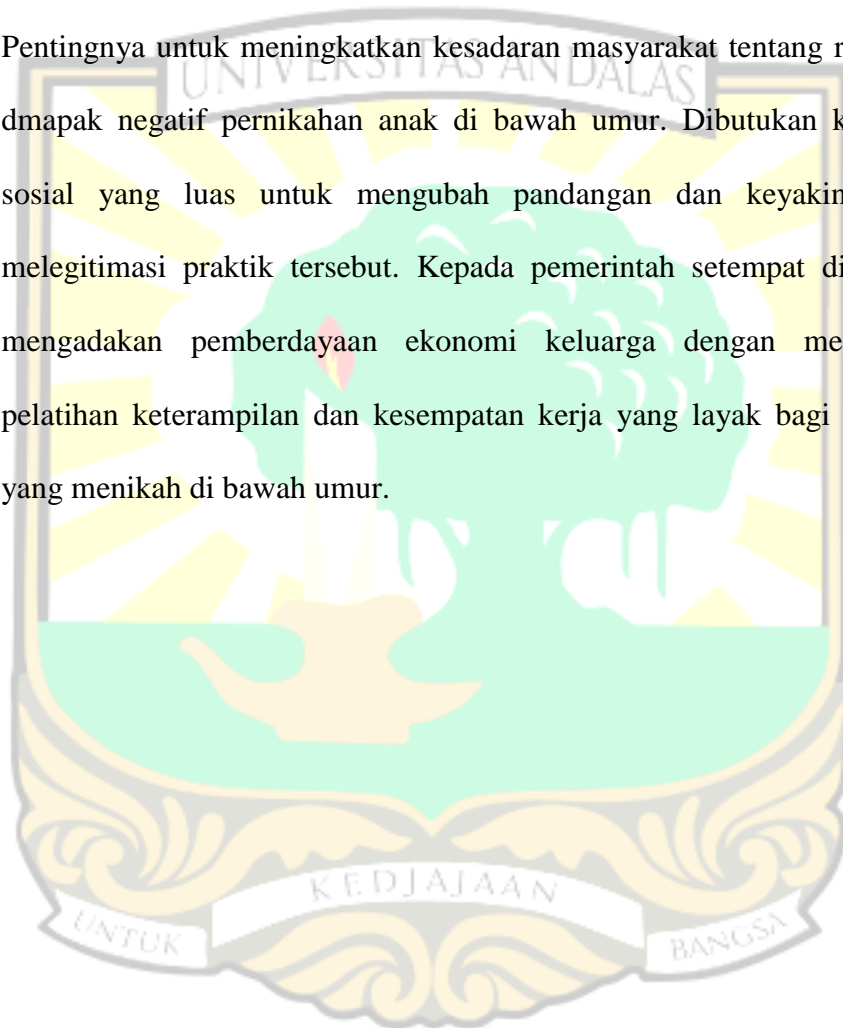 Pentingnya untuk meningkatkan kesadaran masyarakat tentang
dmapak negatif pernikahan anak di bawah umur. Dibutukan
sosial yang luas untuk mengubah pandangan dan
melegitimasi praktik tersebut. Kepada pemerintah setempat
mengadakan pemberdayaan ekonomi keluarga dengan
pelatihan keterampilan dan kesempatan kerja yang layak bagi
yang menikah di bawah umur.
UNIVERSITAS ANDALAS
KEDJAJAAN
UNTUK
BANGSA